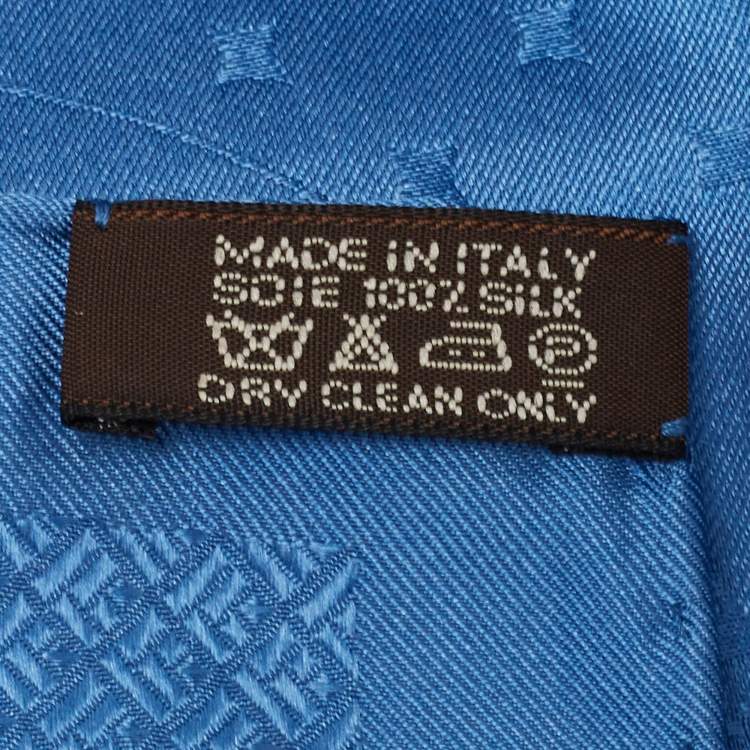 MADE IN ITALY
SOIE 100% SILK
P
DRY CLEAN ONLY